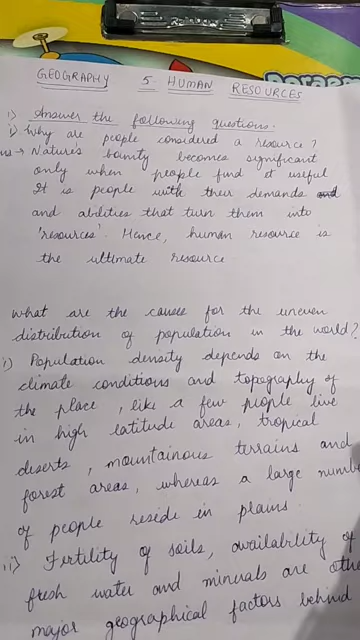 GEOGRAPHY 5. HUMAN RESOURCES
1) Answer the following questions.
i) Why are people considered a resource?
→ Nature's bounty becomes significant
only when people find it useful
It is people with their demands and
and abilities that turn them into
'resources'. Hence, human resource is
the ultimate resource
what are the causes for the uneven
distribution of population in the world?
i) Population density depends on the
climate conditions and topography of
the place, like a few people live
in high latitude areas, tropical
deserts, mountainous terrains and
forest areas, whereas a large numbe
of people reside in plains.
ii) Fertility of soils, availability of
fresh water and minerals are othe
major geographical factors behind